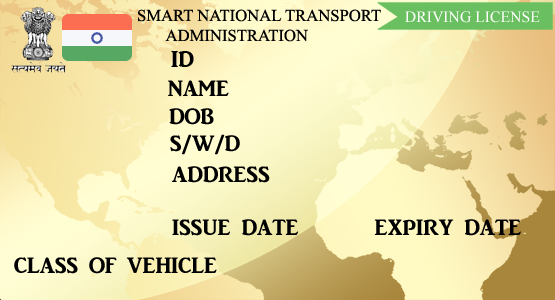 SMART NATIONAL TRANSPORT
ADMINISTRATION
DRIVING LICENSE
सत्यमेव जयते
ID
NAME
DOB
S/W/D
ADDRESS
ISSUE DATE EXPIRY DATE
CLASS OF VEHICLE